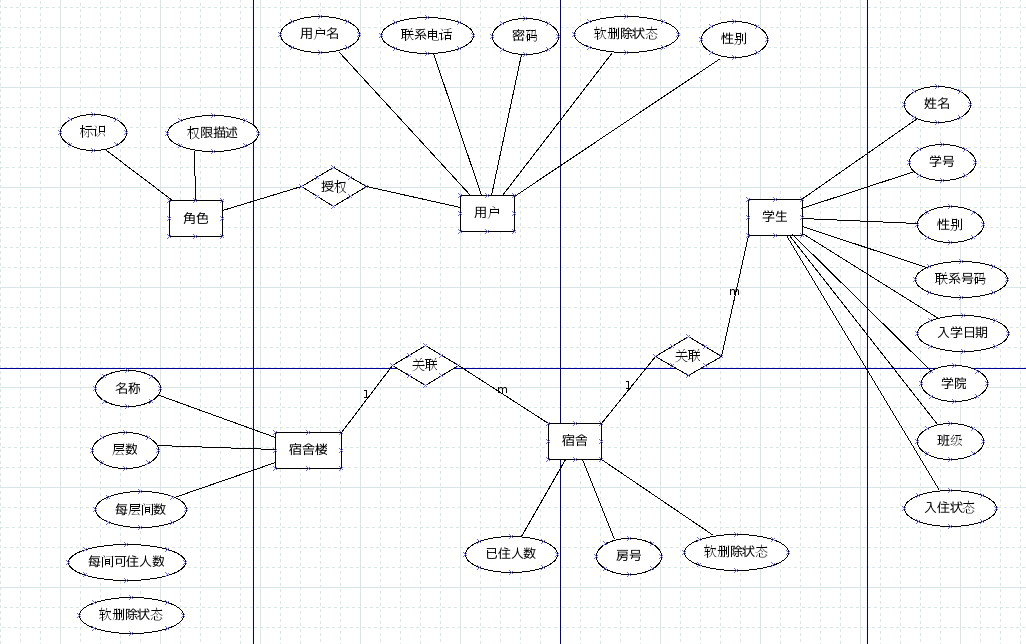 用户名
联系电话
密码
软删除状态
性别
标识
权限描述
角色
授权
用户
学生
姓名
学号
性别
联系号码
入学日期
学院
班级
入住状态
m
关联
1
关联
1
m
宿舍
名称
层数
每层间数
每间可住人数
软删除状态
宿舍楼
已住人数
房号
软删除状态